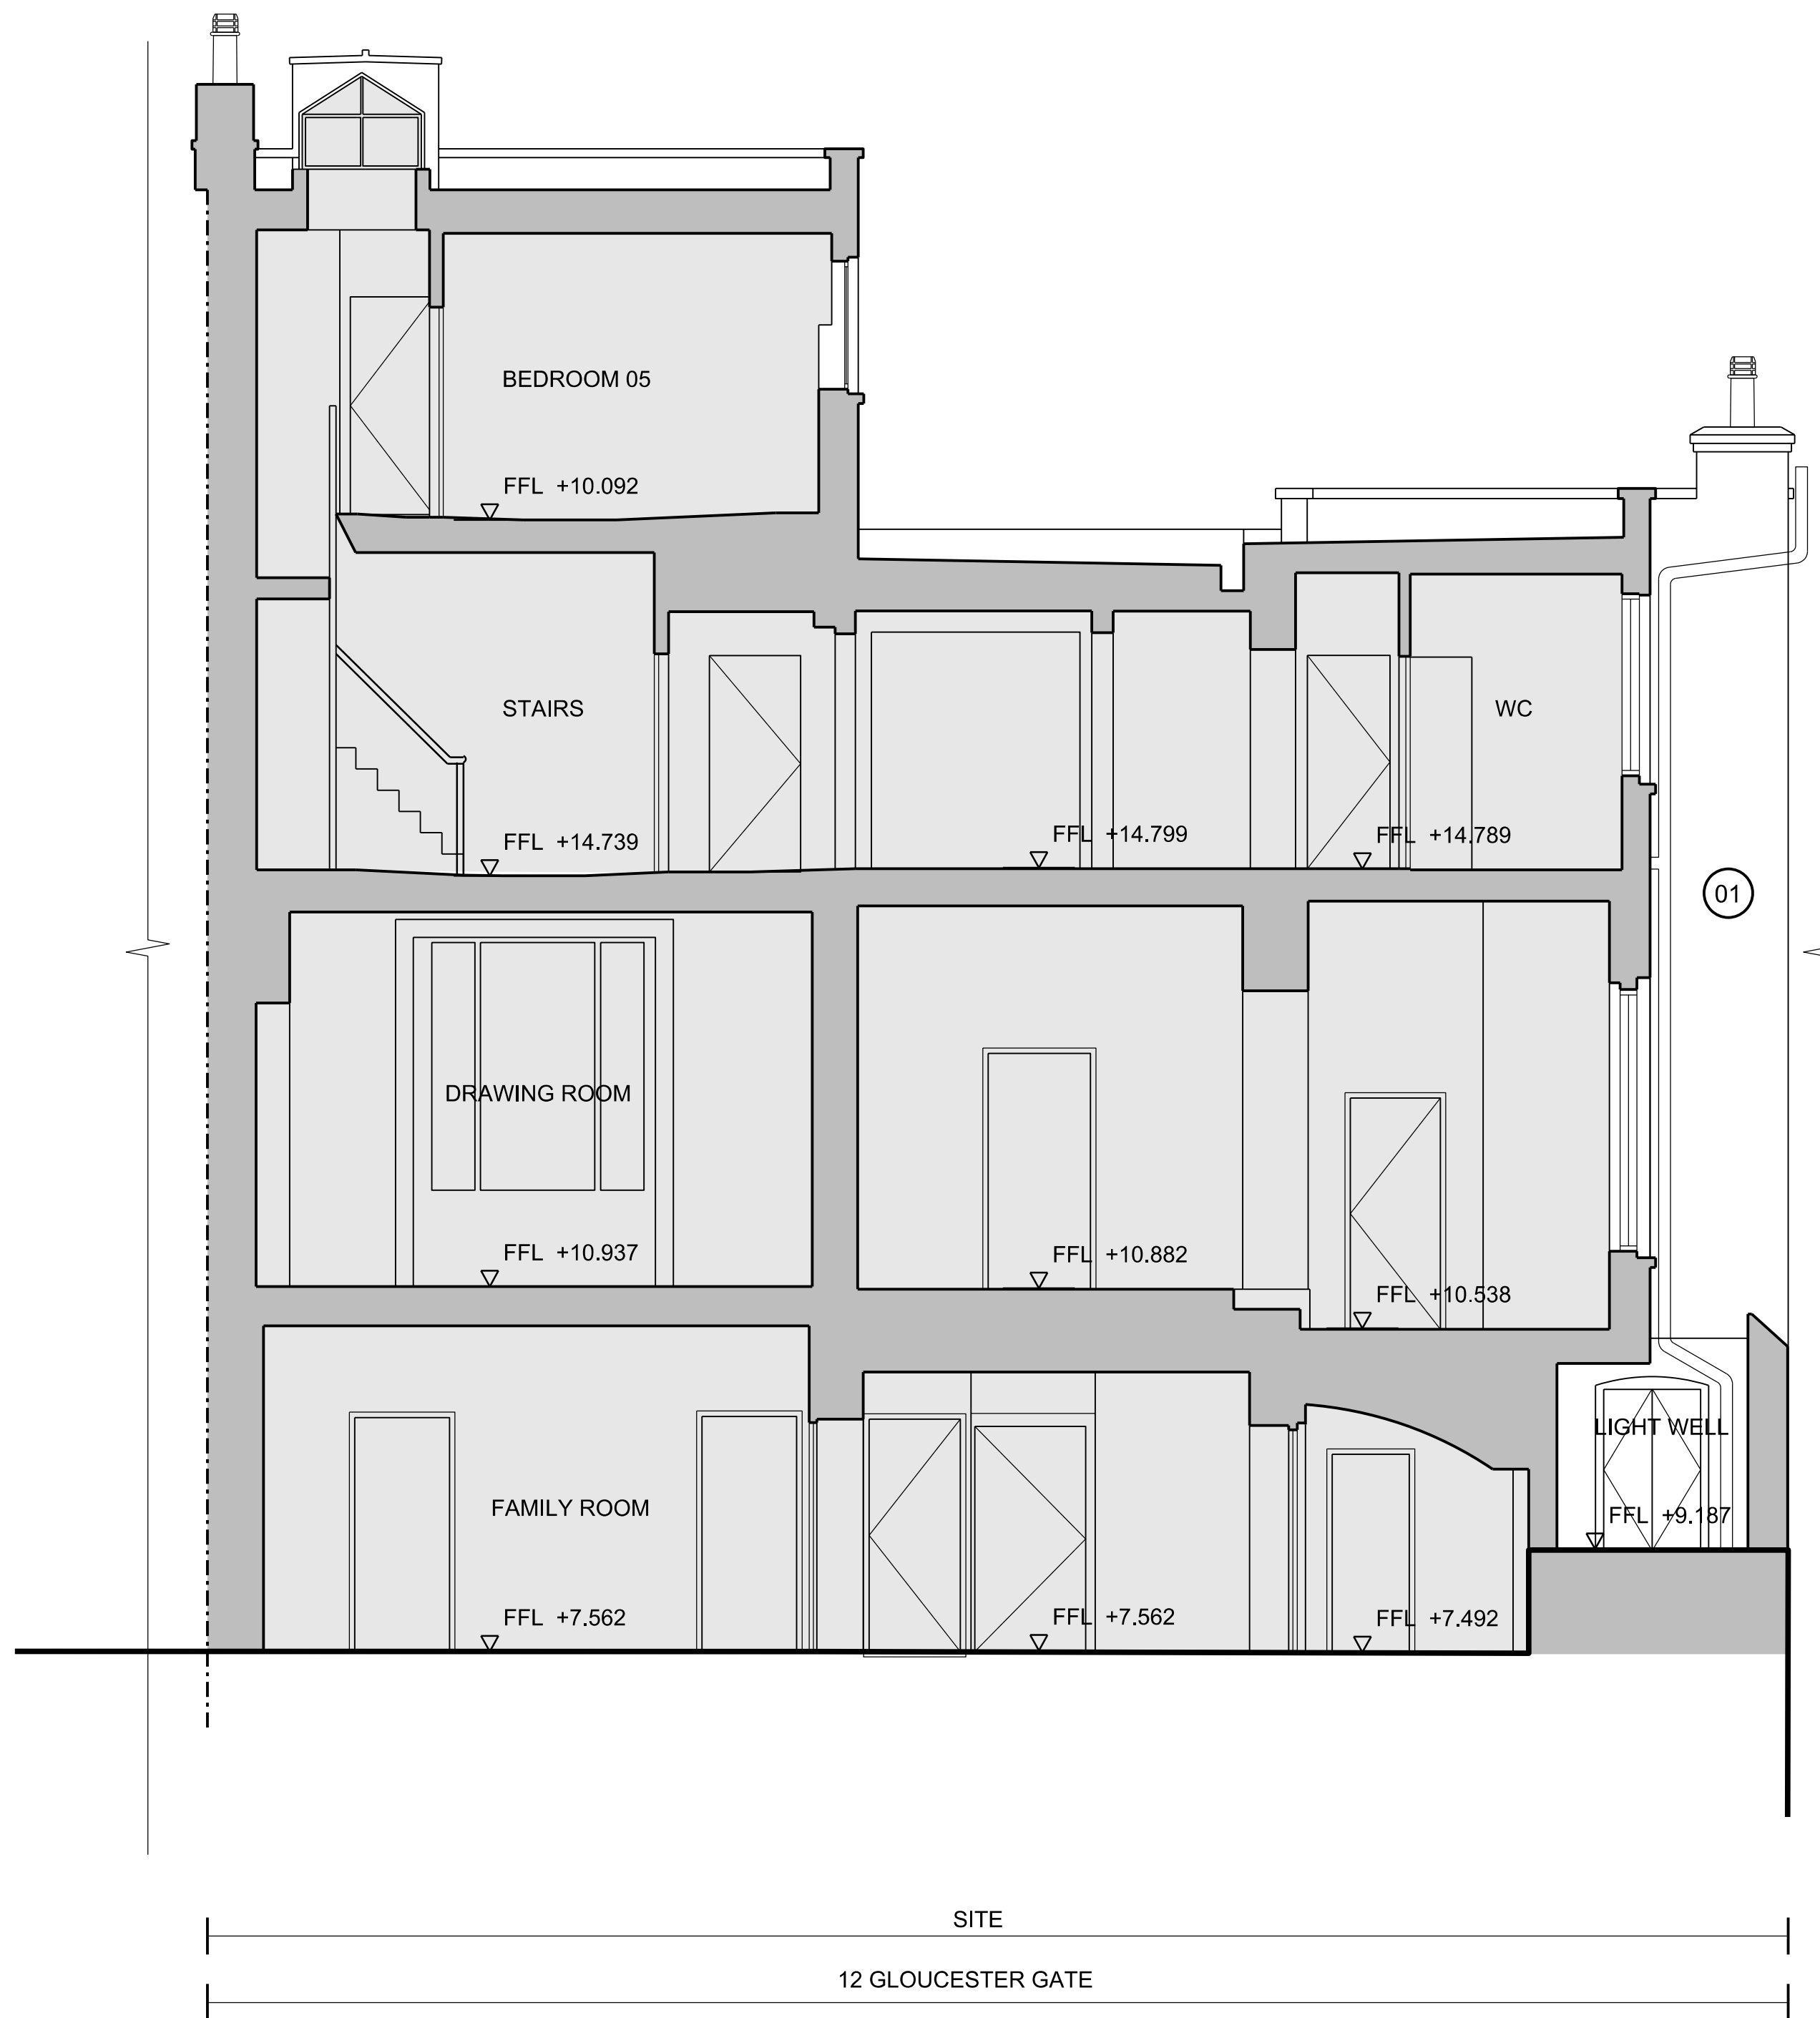 BEDROOM 05
FFL +10.092
STAIRS
WC
FFL +14.739
FFL +14.799
FFL +14.789
01
DRAWING ROOM
FFL +10.937
FFL +10.882
FFL +10.538
LIGHT WELL
FAMILY ROOM
FFL +9.187
FFL +7.562
FFL +7.562
FFL +7.492
SITE
12 GLOUCESTER GATE